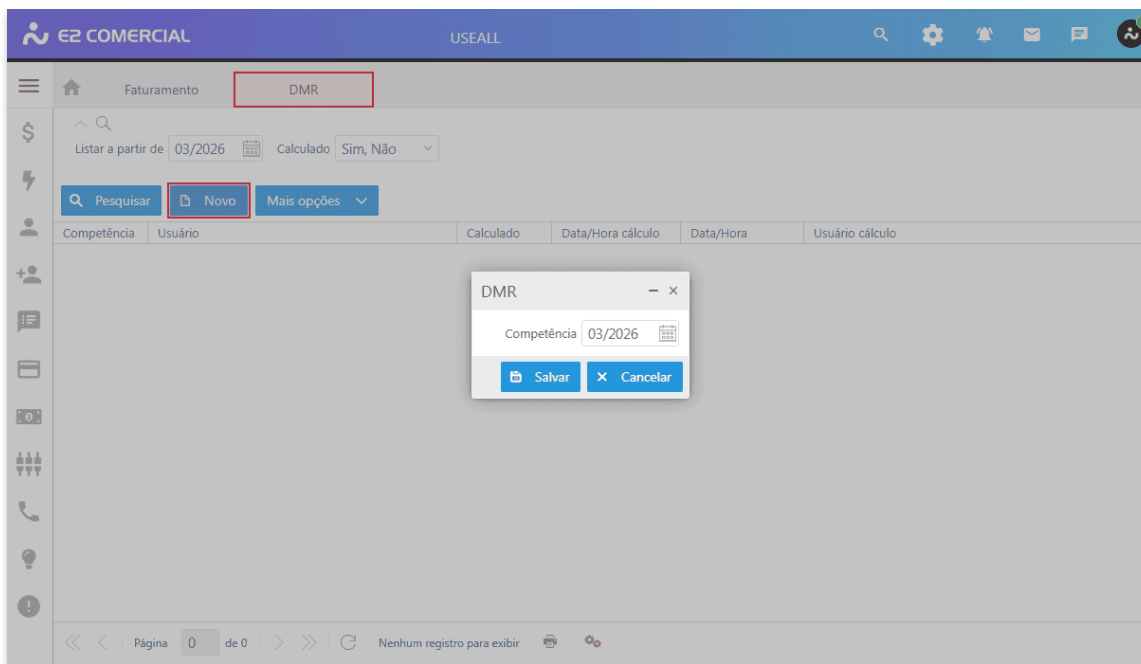 E2 COMERCIAL USEALL
Faturamento DMR
Listar a partir de 03/2026 Calculado Sim, Não
Pesquisar Novo Mais opções
Competência Usuário Calculado Data/Hora cálculo Data/Hora Usuário cálculo
DMR
Competência 03/2026
Salvar Cancelar
Página 0 de 0 Nenhum registro para exibir